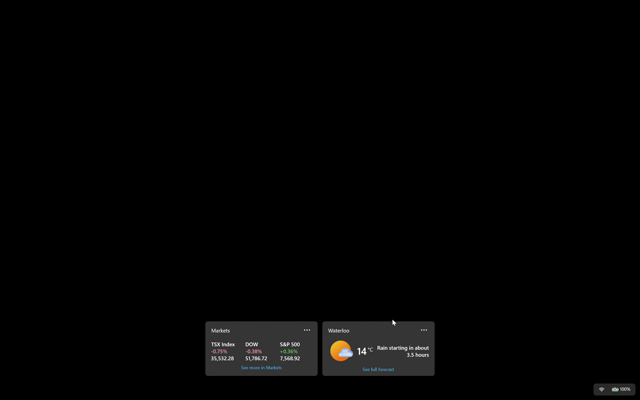 Markets
TSX Index DOW S&P 500
-0.75% -0.38% +0.36%
35,532.28 51,786.72 7,568.92
See more in Markets
Waterloo
14°C
Rain starting in about
3.5 hours
See full forecast
100%